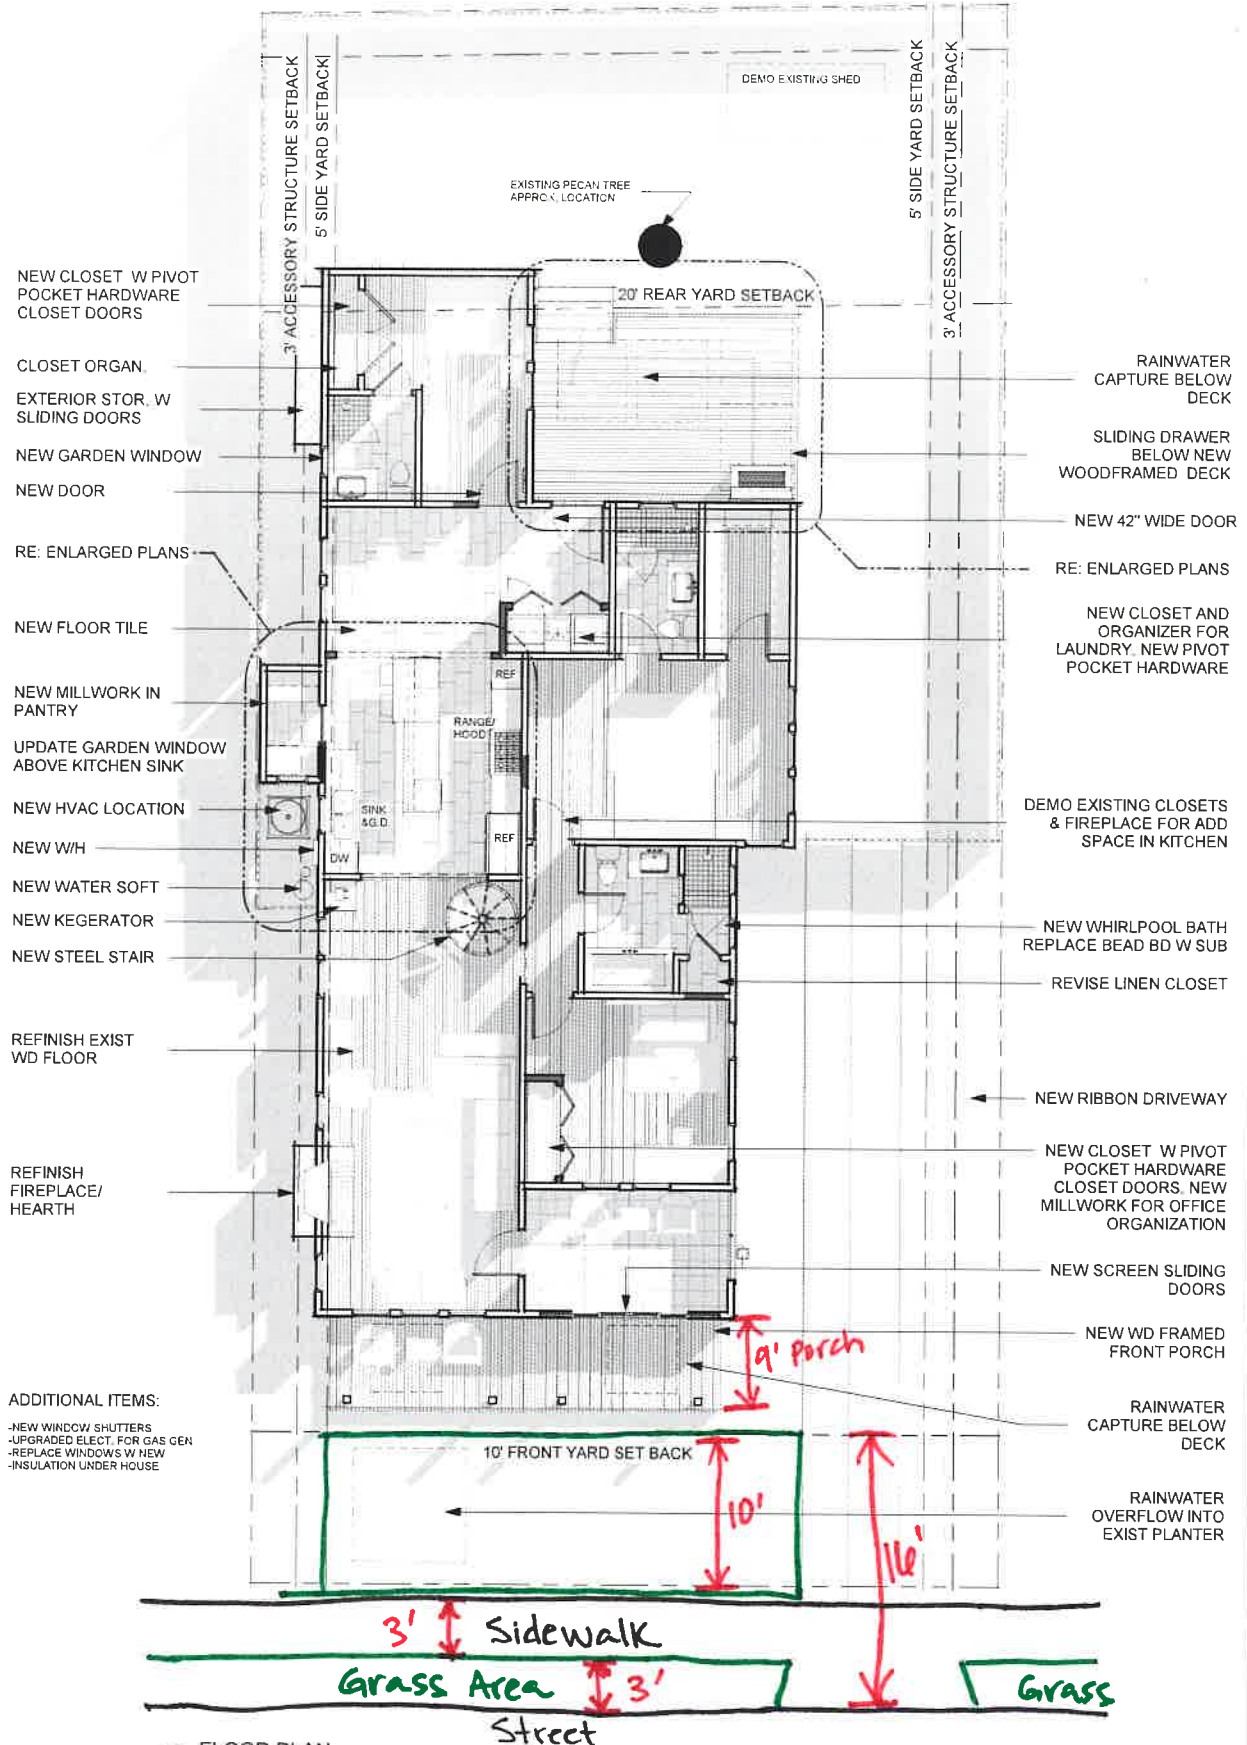 DEMO EXISTING SHED
3' ACCESSORY STRUCTURE SETBACK
5' SIDE YARD SETBACK
5' SIDE YARD SETBACK
3' ACCESSORY STRUCTURE SETBACK
EXISTING PECAN TREE
APPROX. LOCATION
20' REAR YARD SETBACK
NEW CLOSET W PIVOT
POCKET HARDWARE
CLOSET DOORS
CLOSET ORGAN.
EXTERIOR STOR. W
SLIDING DOORS
NEW GARDEN WINDOW
NEW DOOR
RE: ENLARGED PLANS
NEW FLOOR TILE
NEW MILLWORK IN
PANTRY
UPDATE GARDEN WINDOW
ABOVE KITCHEN SINK
NEW HVAC LOCATION
NEW W/H
NEW WATER SOFT
NEW KEGERATOR
NEW STEEL STAIR
REFINISH EXIST
WD FLOOR
REFINISH
FIREPLACE/
HEARTH
REF
RANGE/
HOOD
SINK
&G.D.
REF
DW
RAINWATER
CAPTURE BELOW
DECK
SLIDING DRAWER
BELOW NEW
WOODFRAMED DECK
NEW 42" WIDE DOOR
RE: ENLARGED PLANS
NEW CLOSET AND
ORGANIZER FOR
LAUNDRY. NEW PIVOT
POCKET HARDWARE
DEMO EXISTING CLOSETS
& FIREPLACE FOR ADD
SPACE IN KITCHEN
NEW WHIRLPOOL BATH
REPLACE BEAD BD W SUB
REVISE LINEN CLOSET
NEW RIBBON DRIVEWAY
NEW CLOSET W PIVOT
POCKET HARDWARE
CLOSET DOORS. NEW
MILLWORK FOR OFFICE
ORGANIZATION
NEW SCREEN SLIDING
DOORS
NEW WD FRAMED
FRONT PORCH
RAINWATER
CAPTURE BELOW
DECK
RAINWATER
OVERFLOW INTO
EXIST PLANTER
9' Porch
ADDITIONAL ITEMS:
-NEW WINDOW SHUTTERS
-UPGRADED ELECT. FOR GAS GEN
-REPLACE WINDOWS W NEW
-INSULATION UNDER HOUSE
10' FRONT YARD SET BACK
10'
16'
3' Sidewalk
Grass Area 3' Grass
Street
FLOOR PLAN